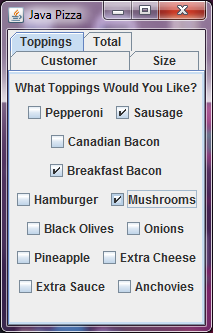 Java Pizza
Toppings Total
Customer Size
What Toppings Would You Like?
Pepperoni Sausage
Canadian Bacon
Breakfast Bacon
Hamburger Mushrooms
Black Olives Onions
Pineapple Extra Cheese
Extra Sauce Anchovies